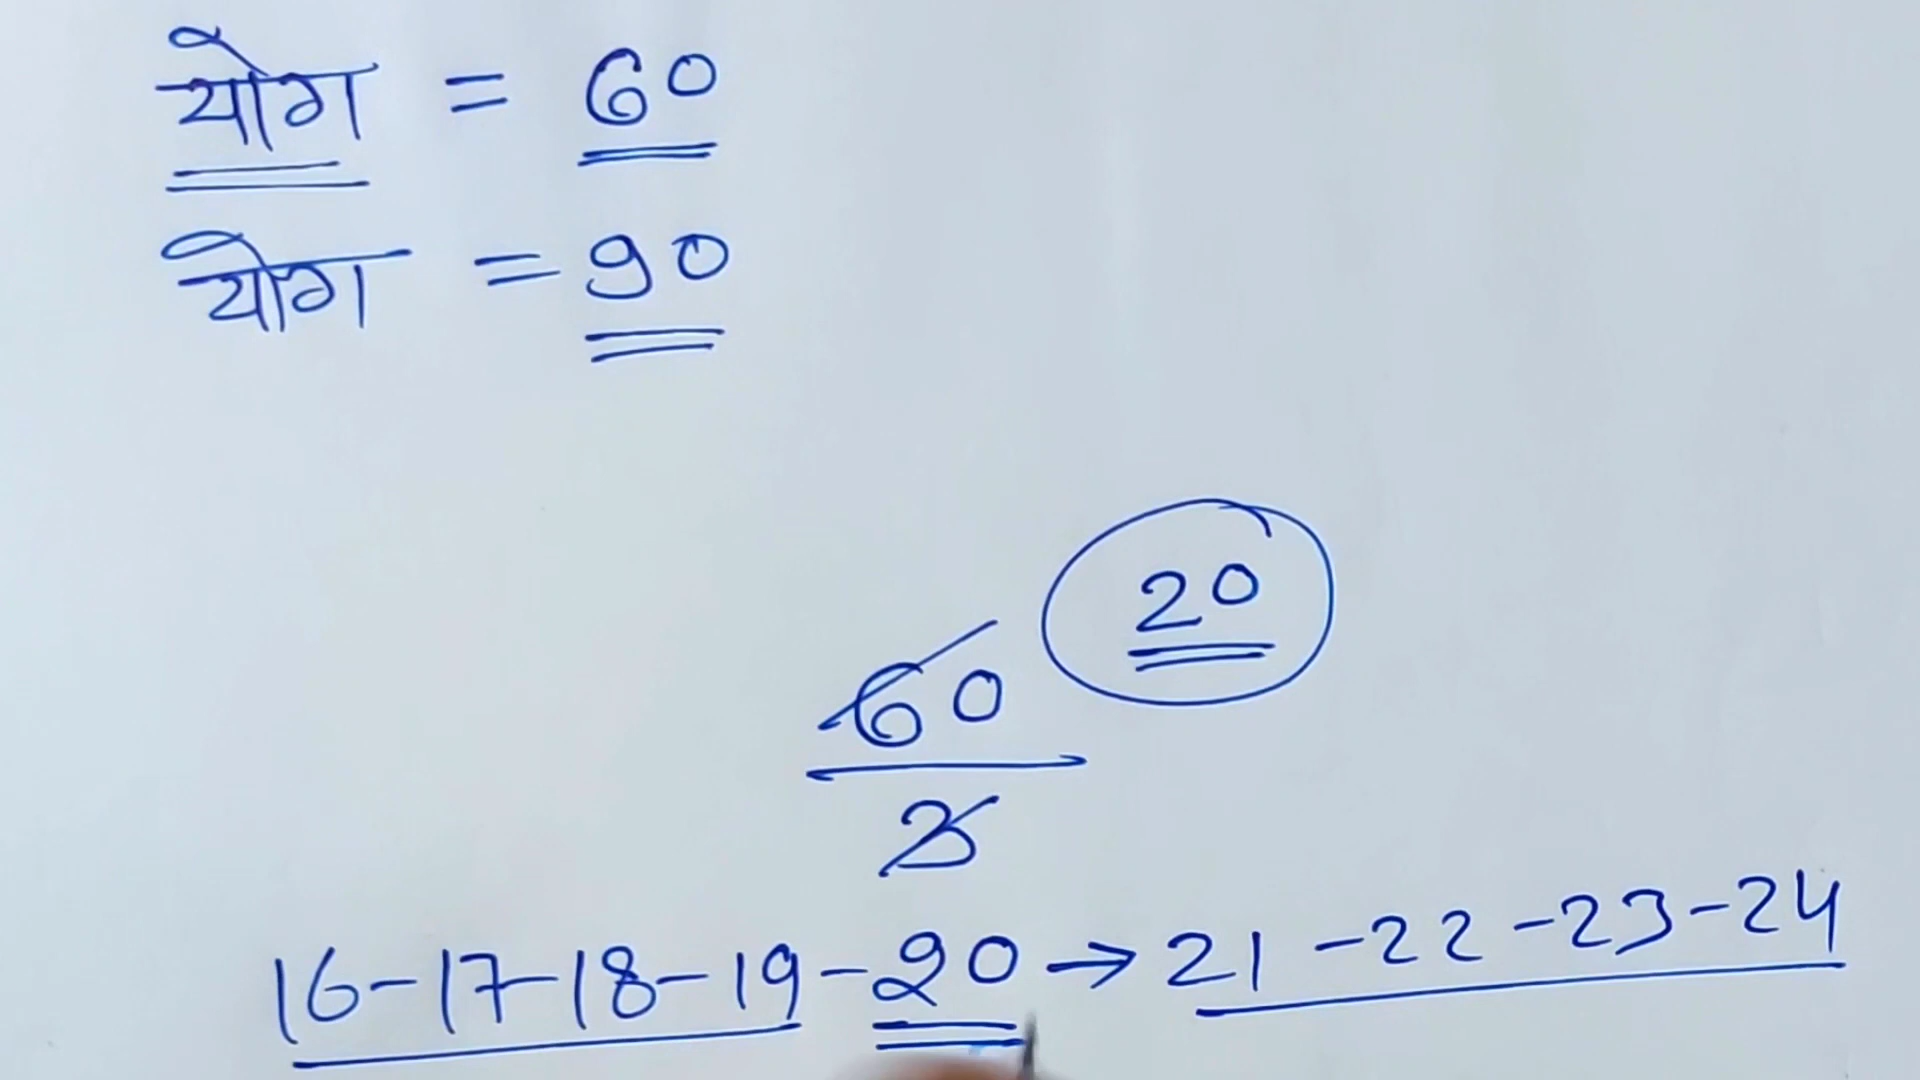 योग = 60
योग = 90
20
60
3
16-17-18-19-20→21-22-23-24